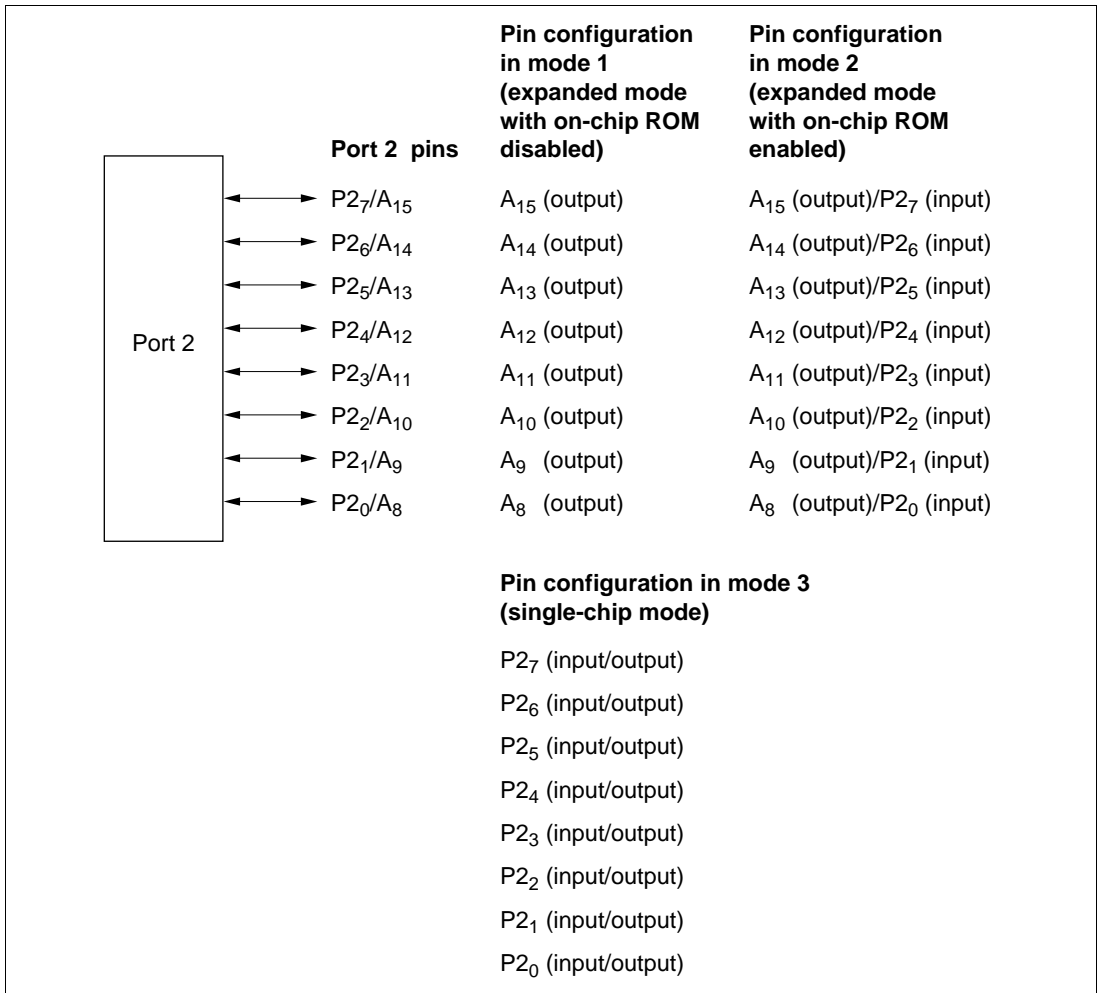 Pin configuration in mode 1 (expanded mode with on-chip ROM disabled)
Pin configuration in mode 2 (expanded mode with on-chip ROM enabled)
Port 2 pins
Port 2
P2₇/A₁₅ A₁₅ (output) A₁₅ (output)/P2₇ (input)
P2₆/A₁₄ A₁₄ (output) A₁₄ (output)/P2₆ (input)
P2₅/A₁₃ A₁₃ (output) A₁₃ (output)/P2₅ (input)
P2₄/A₁₂ A₁₂ (output) A₁₂ (output)/P2₄ (input)
P2₃/A₁₁ A₁₁ (output) A₁₁ (output)/P2₃ (input)
P2₂/A₁₀ A₁₀ (output) A₁₀ (output)/P2₂ (input)
P2₁/A₉ A₉ (output) A₉ (output)/P2₁ (input)
P2₀/A₈ A₈ (output) A₈ (output)/P2₀ (input)
Pin configuration in mode 3
(single-chip mode)
P2₇ (input/output)
P2₆ (input/output)
P2₅ (input/output)
P2₄ (input/output)
P2₃ (input/output)
P2₂ (input/output)
P2₁ (input/output)
P2₀ (input/output)